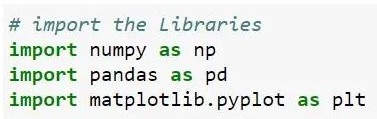 # import the Libraries
import numpy as np
import pandas as pd
import matplotlib.pyplot as plt